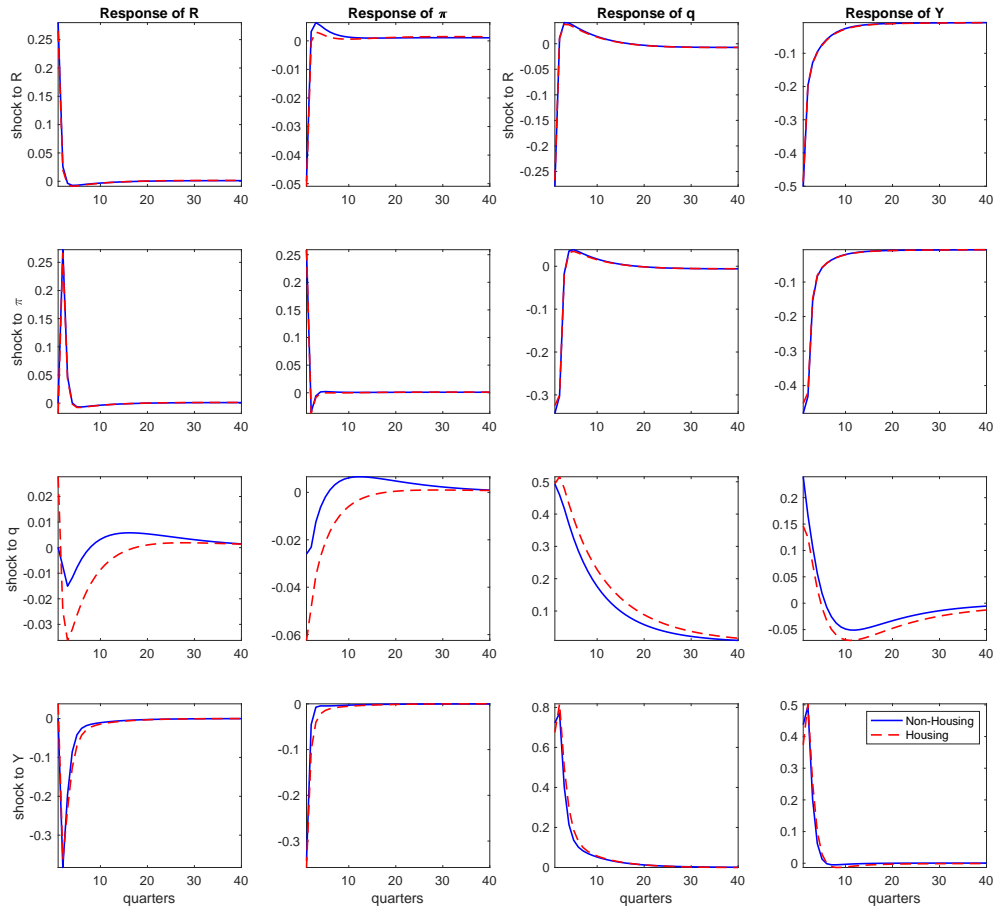 Response of R
Response of π
Response of q
Response of Y
shock to R
0.25
0.2
0.15
0.1
0.05
0
10 20 30 40
0
-0.01
-0.02
-0.03
-0.04
-0.05
10 20 30 40
shock to R
0
-0.05
-0.1
-0.15
-0.2
-0.25
10 20 30 40
-0.1
-0.2
-0.3
-0.4
-0.5
10 20 30 40
shock to π
0.25
0.2
0.15
0.1
0.05
0
10 20 30 40
0.25
0.2
0.15
0.1
0.05
0
10 20 30 40
0
-0.1
-0.2
-0.3
10 20 30 40
-0.1
-0.2
-0.3
-0.4
10 20 30 40
shock to q
0.02
0.01
0
-0.01
-0.02
-0.03
10 20 30 40
0
-0.02
-0.04
-0.06
10 20 30 40
0.5
0.4
0.3
0.2
0.1
10 20 30 40
0.2
0.15
0.1
0.05
0
-0.05
10 20 30 40
shock to Y
0
-0.1
-0.2
-0.3
10 20 30 40
quarters
0
-0.1
-0.2
-0.3
10 20 30 40
quarters
0.8
0.6
0.4
0.2
0
10 20 30 40
quarters
0.5
0.4
0.3
0.2
0.1
0
Non-Housing
Housing
10 20 30 40
quarters